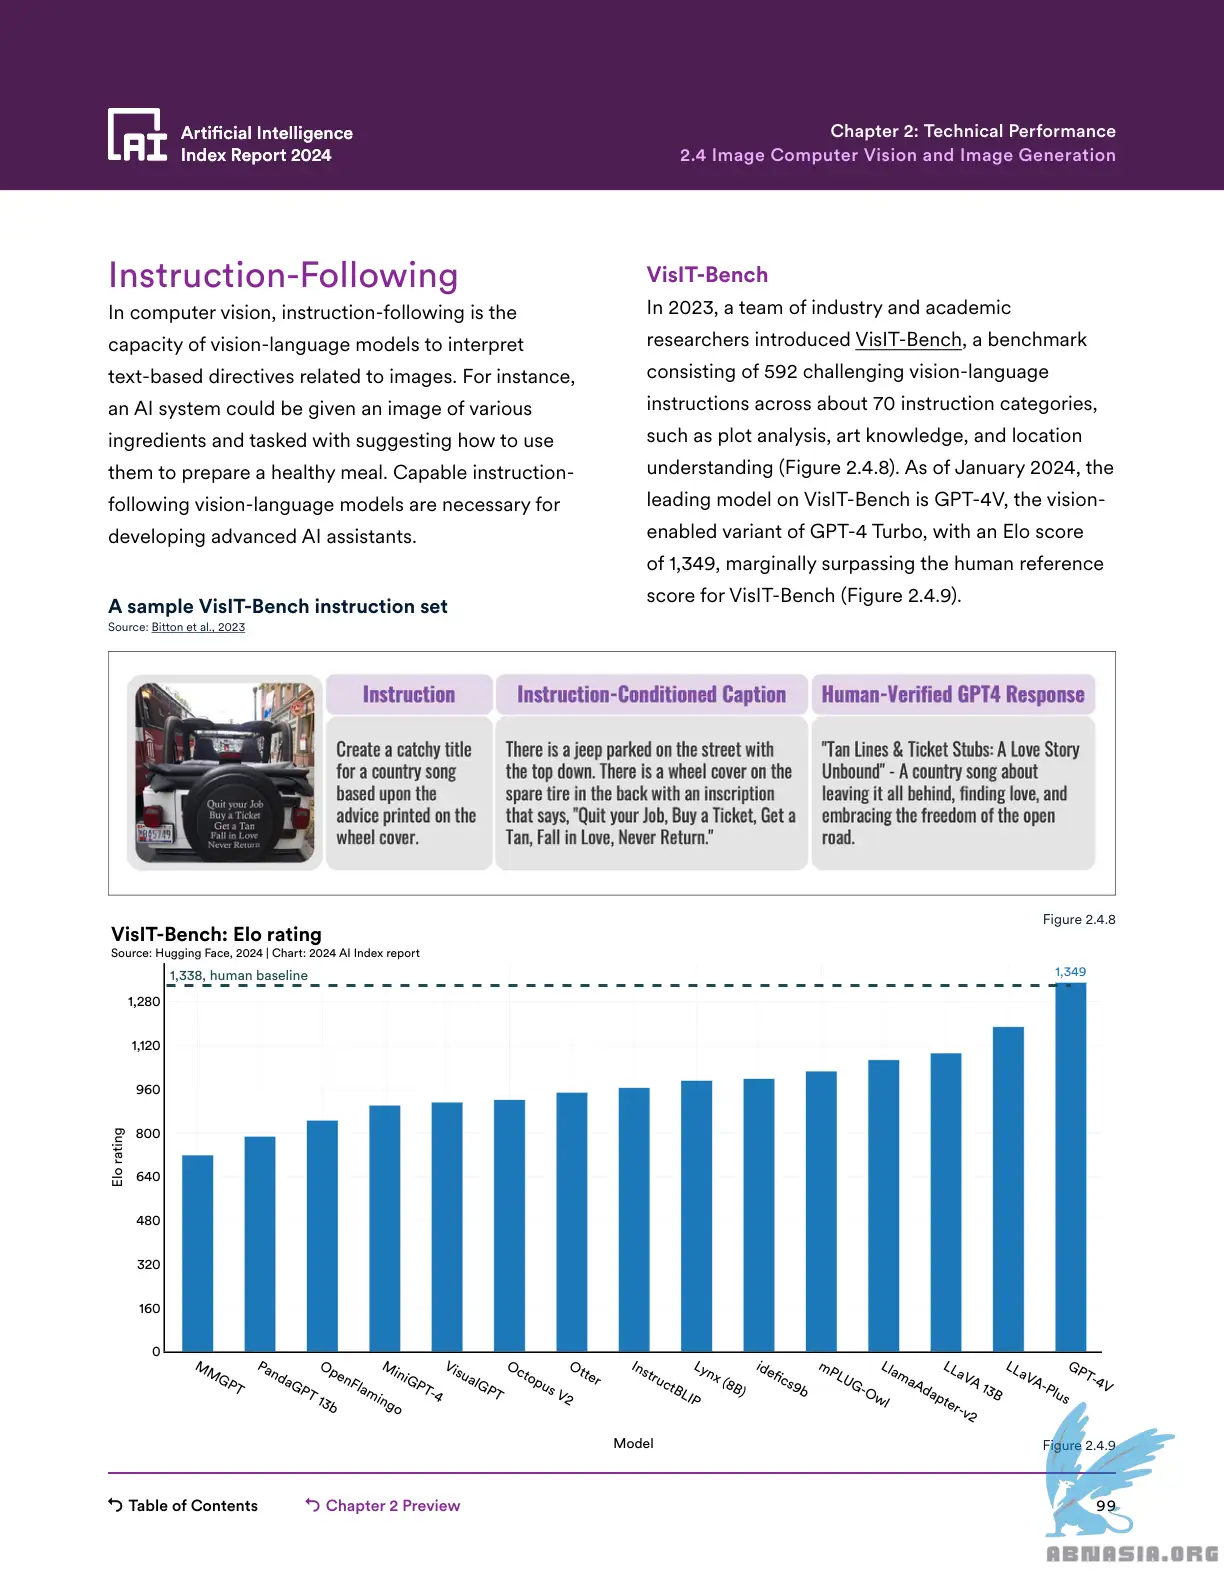 Artificial Intelligence
Index Report 2024
Chapter 2: Technical Performance
2.4 Image Computer Vision and Image Generation
Instruction-Following
In computer vision, instruction-following is the
capacity of vision-language models to interpret
text-based directives related to images. For instance,
an AI system could be given an image of various
ingredients and tasked with suggesting how to use
them to prepare a healthy meal. Capable instruction-
following vision-language models are necessary for
developing advanced AI assistants.
VisIT-Bench
In 2023, a team of industry and academic
researchers introduced VisIT-Bench, a benchmark
consisting of 592 challenging vision-language
instructions across about 70 instruction categories,
such as plot analysis, art knowledge, and location
understanding (Figure 2.4.8). As of January 2024, the
leading model on VisIT-Bench is GPT-4V, the vision-
enabled variant of GPT-4 Turbo, with an Elo score
of 1,349, marginally surpassing the human reference
score for VisIT-Bench (Figure 2.4.9).
A sample VisIT-Bench instruction set
Source: Bitton et al., 2023
Quit your Job
Buy a Ticket
Get a Tan
Fall in Love
Never Return
Instruction
Create a catchy title
for a country song
based upon the
advice printed on the
wheel cover.
Instruction-Conditioned Caption
There is a jeep parked on the street with
the top down. There is a wheel cover on the
spare tire in the back with an inscription
that says, "Quit your Job, Buy a Ticket, Get a
Tan, Fall in Love, Never Return."
Human-Verified GPT4 Response
"Tan Lines & Ticket Stubs: A Love Story
Unbound" - A country song about
leaving it all behind, finding love, and
embracing the freedom of the open
road.
Figure 2.4.8
VisIT-Bench: Elo rating
Source: Hugging Face, 2024 | Chart: 2024 AI Index report
1,338, human baseline
1,349
1,280
1,120
960
800
640
480
320
160
0
Elo rating
MMGPT
PandaGPT 13b
OpenFlamingo
MiniGPT-4
VisualGPT
Octopus V2
Otter
InstructBLIP
Lynx (8B)
idefics9b
mPLUG-Owl
LlamaAdapter-v2
LLaVA 13B
LLaVA-Plus
GPT-4V
Model
Figure 2.4.9
Table of Contents
Chapter 2 Preview
99
ABNASIA.ORG